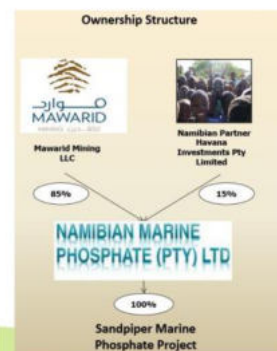 Ownership Structure
موارد
MAWARID
Mawarid Mining
LLC
Namibian Partner
Havana
Investments Pty
Limited
85%
15%
NAMIBIAN MARINE
PHOSPHATE (PTY) LTD
100%
Sandpiper Marine
Phosphate Project